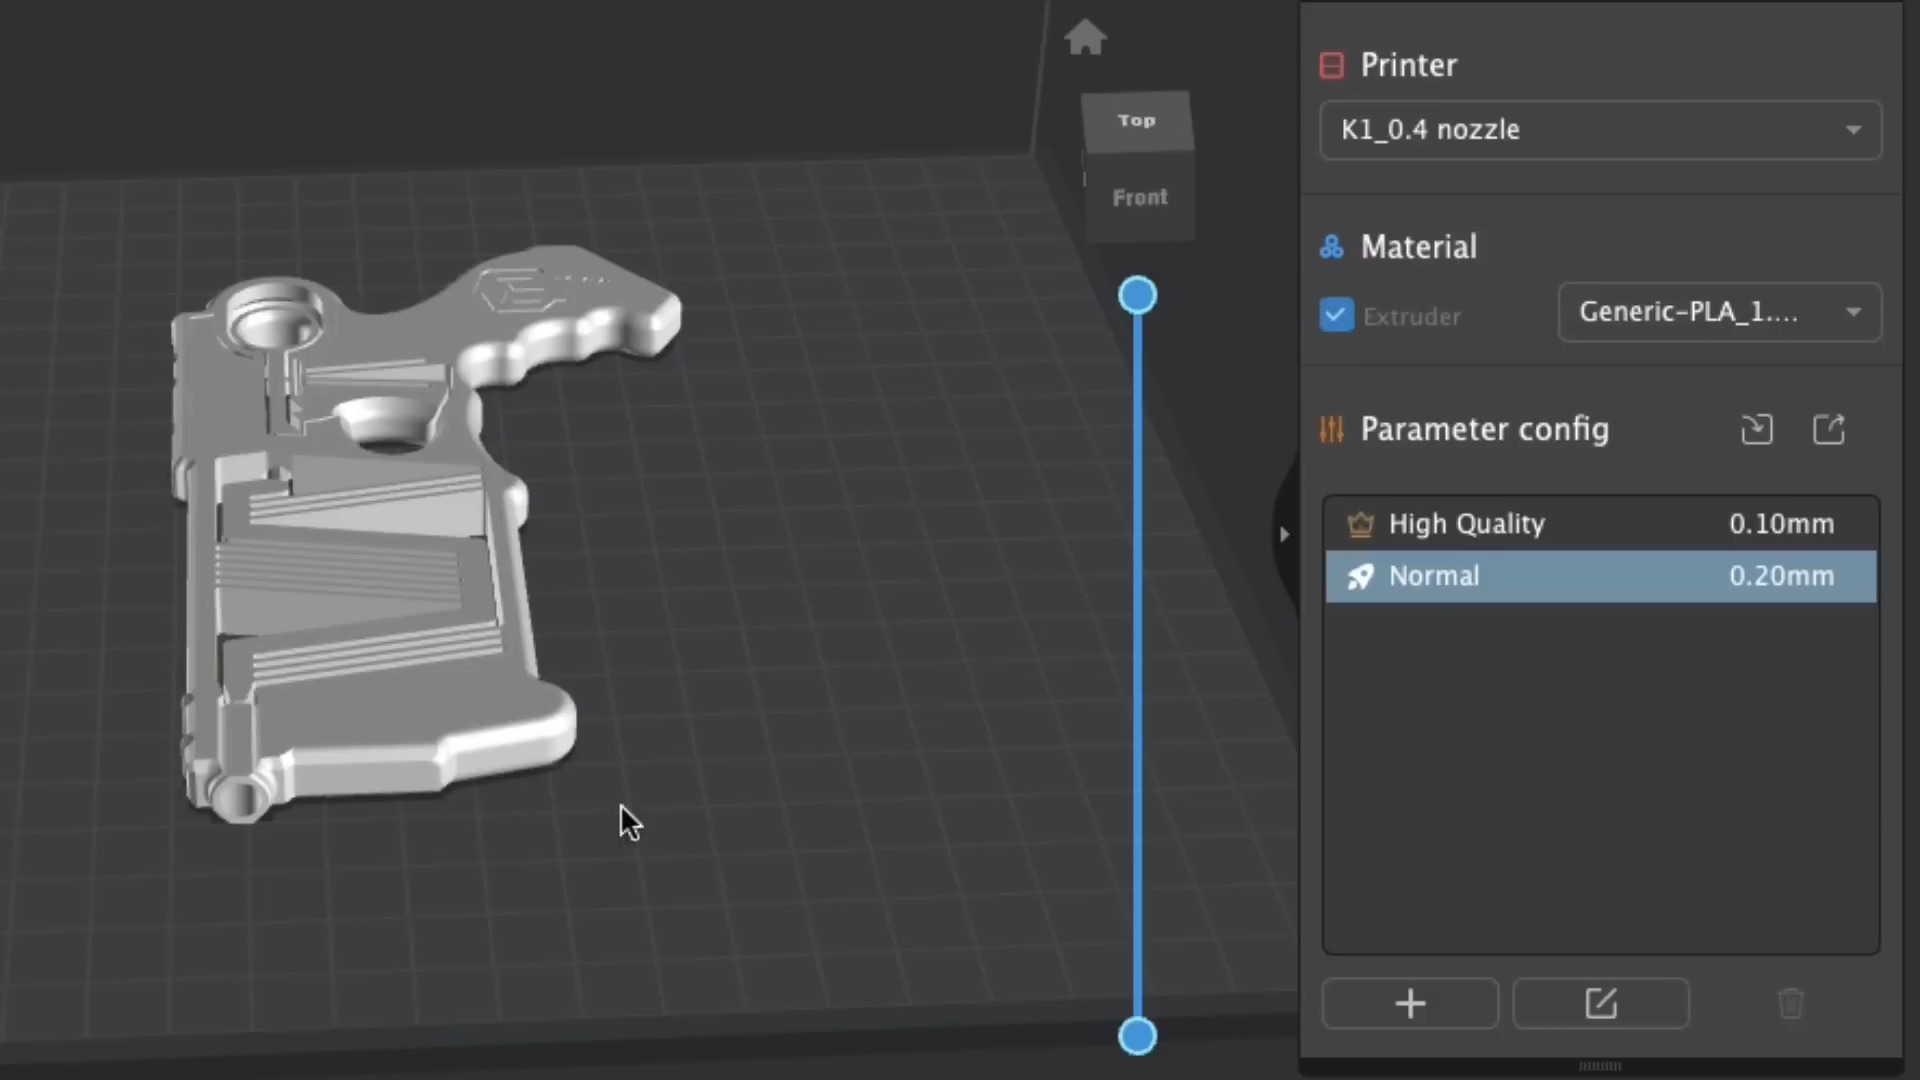 Top
Front
Printer
K1_0.4 nozzle
Material
Extruder
Generic-PLA_1....
Parameter config
High Quality 0.10mm
Normal 0.20mm